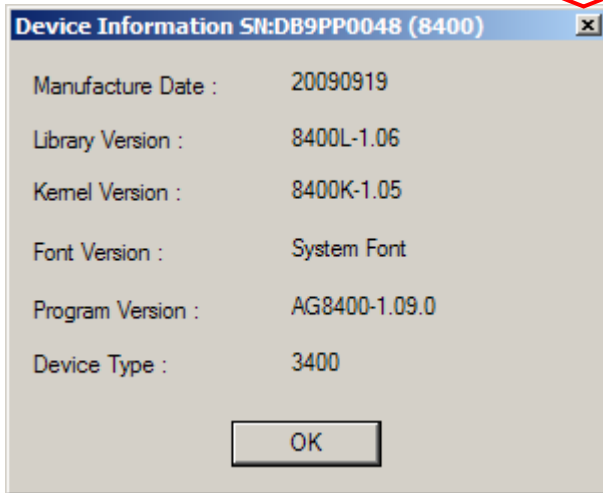 Device Information SN:DB9PP0048 (8400)
Manufacture Date : 20090919
Library Version : 8400L-1.06
Kernel Version : 8400K-1.05
Font Version : System Font
Program Version : AG8400-1.09.0
Device Type : 3400
OK